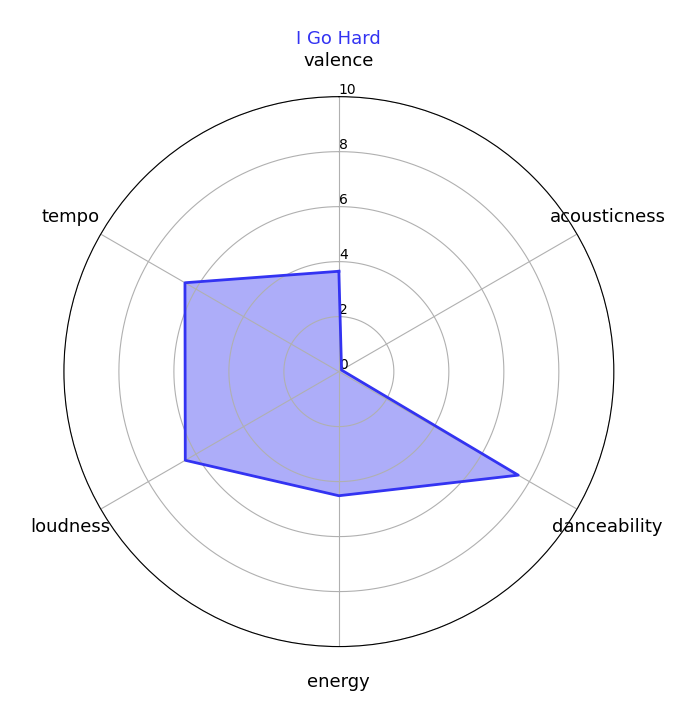 I Go Hard
valence
10
8
6
4
2
0
tempo
acousticness
loudness
danceability
energy